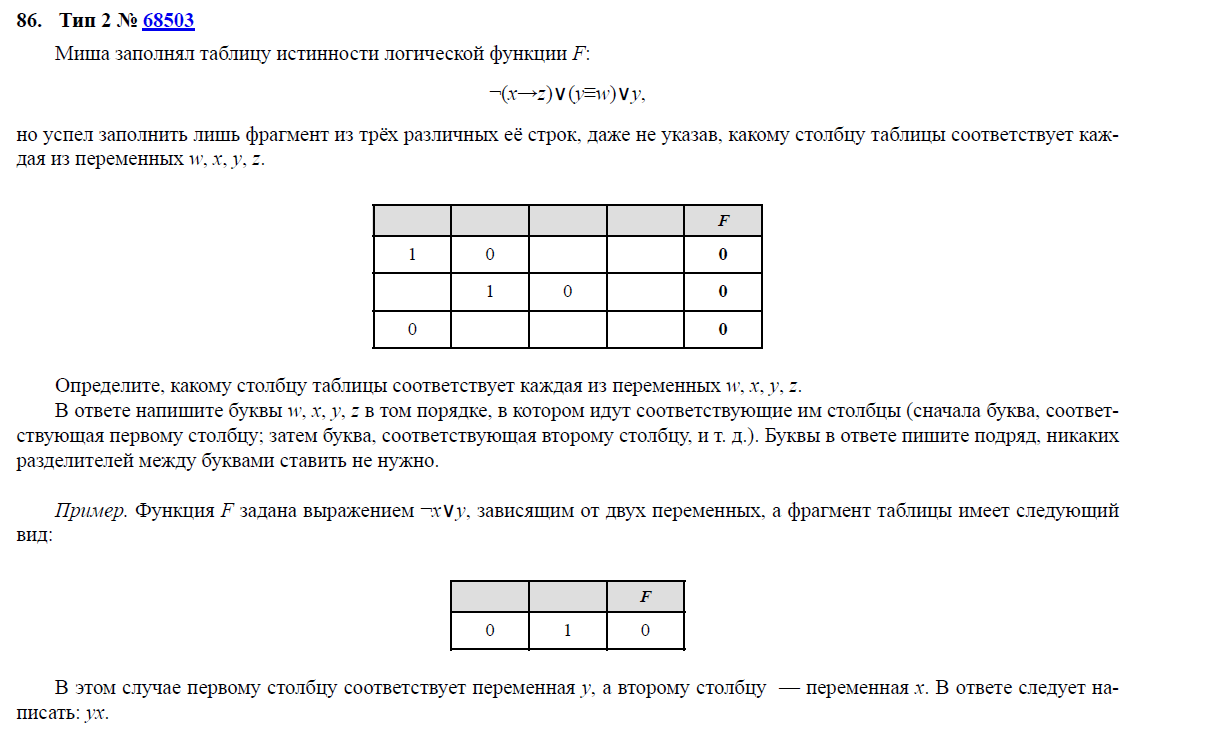 86. Тип 2 № 68503
Миша заполнял таблицу истинности логической функции F:
¬(x→z)∨(y≡w)∨y,
но успел заполнить лишь фрагмент из трёх различных её строк, даже не указав, какому столбцу таблицы соответствует каж-
дая из переменных w, x, y, z.
F
1 0 0
1 0 0
0 0
Определите, какому столбцу таблицы соответствует каждая из переменных w, x, y, z.
В ответе напишите буквы w, x, y, z в том порядке, в котором идут соответствующие им столбцы (сначала буква, соответ-
ствующая первому столбцу; затем буква, соответствующая второму столбцу, и т. д.). Буквы в ответе пишите подряд, никаких
разделителей между буквами ставить не нужно.
Пример. Функция F задана выражением ¬x∨y, зависящим от двух переменных, а фрагмент таблицы имеет следующий
вид:
F
0 1 0
В этом случае первому столбцу соответствует переменная y, а второму столбцу — переменная x. В ответе следует на-
писать: yx.